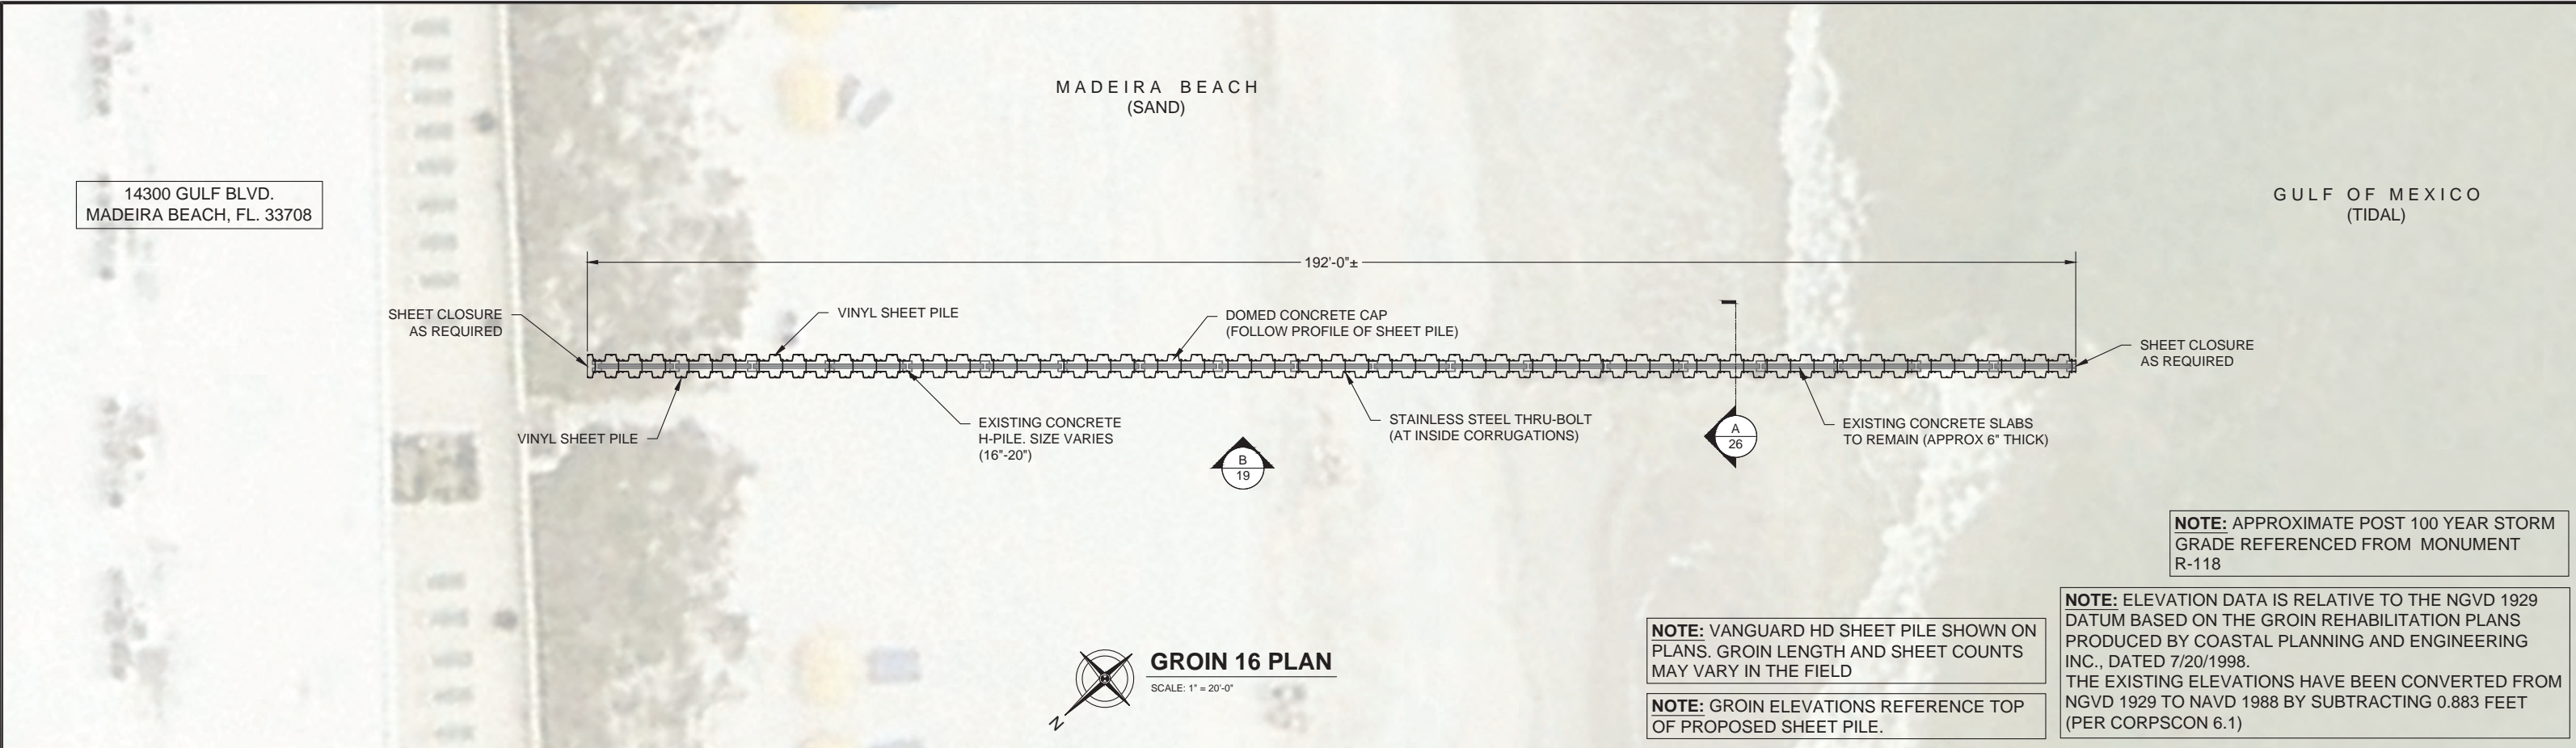 MADEIRA BEACH
(SAND)
14300 GULF BLVD.
MADEIRA BEACH, FL. 33708
GULF OF MEXICO
(TIDAL)
192'-0"±
SHEET CLOSURE
AS REQUIRED
VINYL SHEET PILE
DOMED CONCRETE CAP
(FOLLOW PROFILE OF SHEET PILE)
SHEET CLOSURE
AS REQUIRED
VINYL SHEET PILE
EXISTING CONCRETE
H-PILE. SIZE VARIES
(16"-20")
B
19
STAINLESS STEEL THRU-BOLT
(AT INSIDE CORRUGATIONS)
A
26
EXISTING CONCRETE SLABS
TO REMAIN (APPROX 6" THICK)
NOTE: APPROXIMATE POST 100 YEAR STORM
GRADE REFERENCED FROM MONUMENT
R-118
N
GROIN 16 PLAN
SCALE: 1" = 20'-0"
NOTE: VANGUARD HD SHEET PILE SHOWN ON
PLANS. GROIN LENGTH AND SHEET COUNTS
MAY VARY IN THE FIELD
NOTE: GROIN ELEVATIONS REFERENCE TOP
OF PROPOSED SHEET PILE.
NOTE: ELEVATION DATA IS RELATIVE TO THE NGVD 1929
DATUM BASED ON THE GROIN REHABILITATION PLANS
PRODUCED BY COASTAL PLANNING AND ENGINEERING
INC., DATED 7/20/1998.
THE EXISTING ELEVATIONS HAVE BEEN CONVERTED FROM
NGVD 1929 TO NAVD 1988 BY SUBTRACTING 0.883 FEET
(PER CORPSCON 6.1)